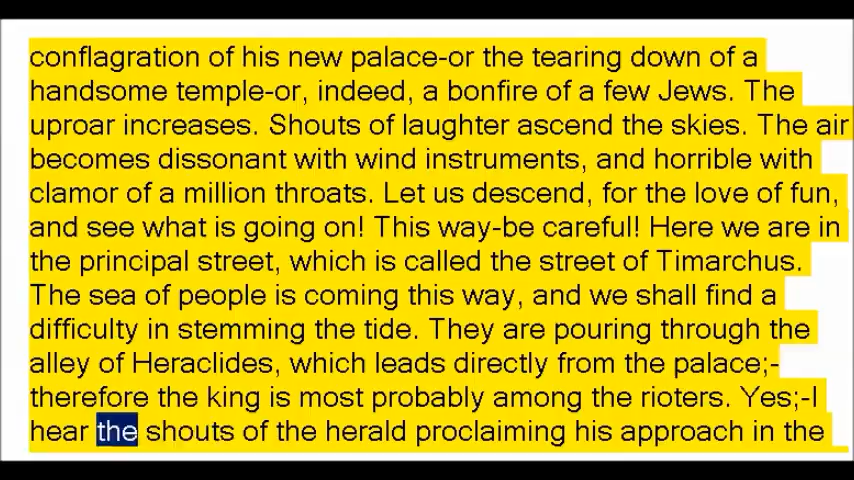 conflagration of his new palace-or the tearing down of a
handsome temple-or, indeed, a bonfire of a few Jews. The
uproar increases. Shouts of laughter ascend the skies. The air
becomes dissonant with wind instruments, and horrible with
clamor of a million throats. Let us descend, for the love of fun,
and see what is going on! This way-be careful! Here we are in
the principal street, which is called the street of Timarchus.
The sea of people is coming this way, and we shall find a
difficulty in stemming the tide. They are pouring through the
alley of Heraclides, which leads directly from the palace;-
therefore the king is most probably among the rioters. Yes;-I
hear the shouts of the herald proclaiming his approach in the